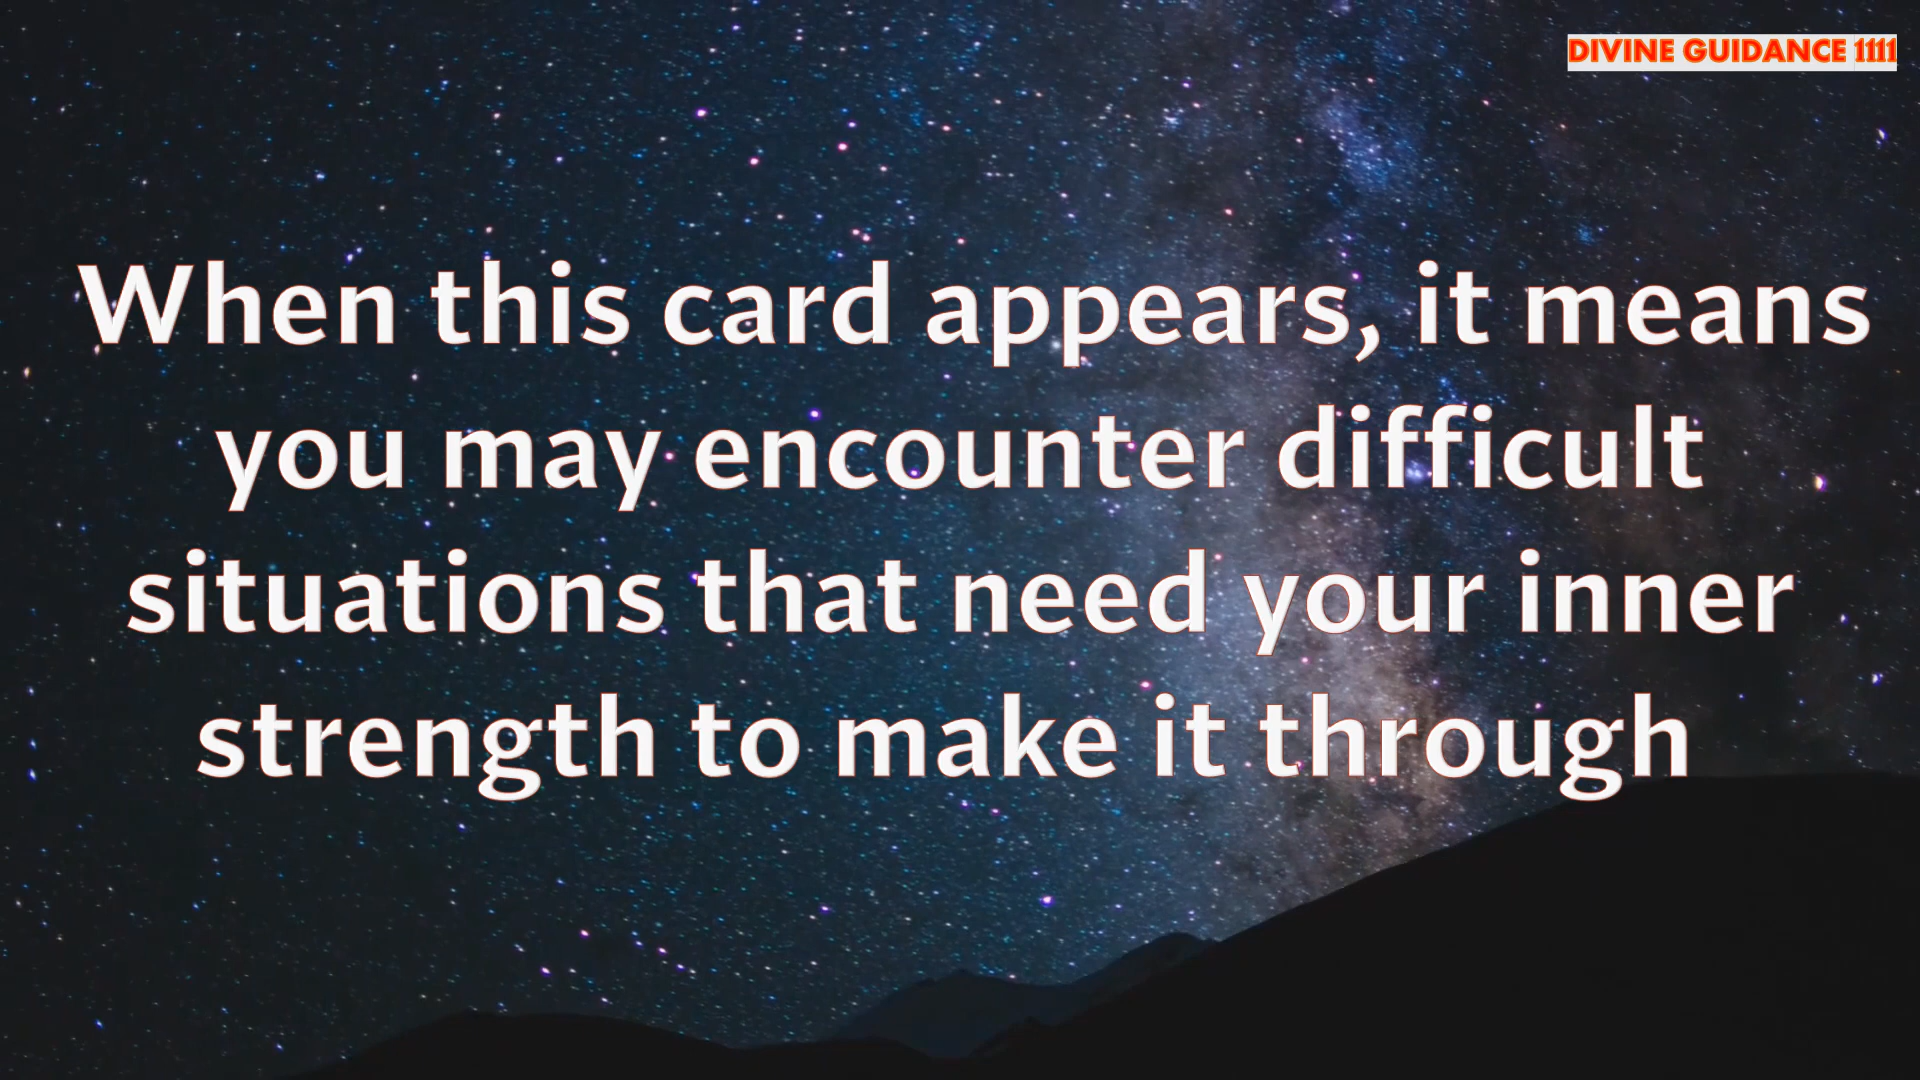 DIVINE GUIDANCE 1111
When this card appears, it means
you may encounter difficult
situations that need your inner
strength to make it through